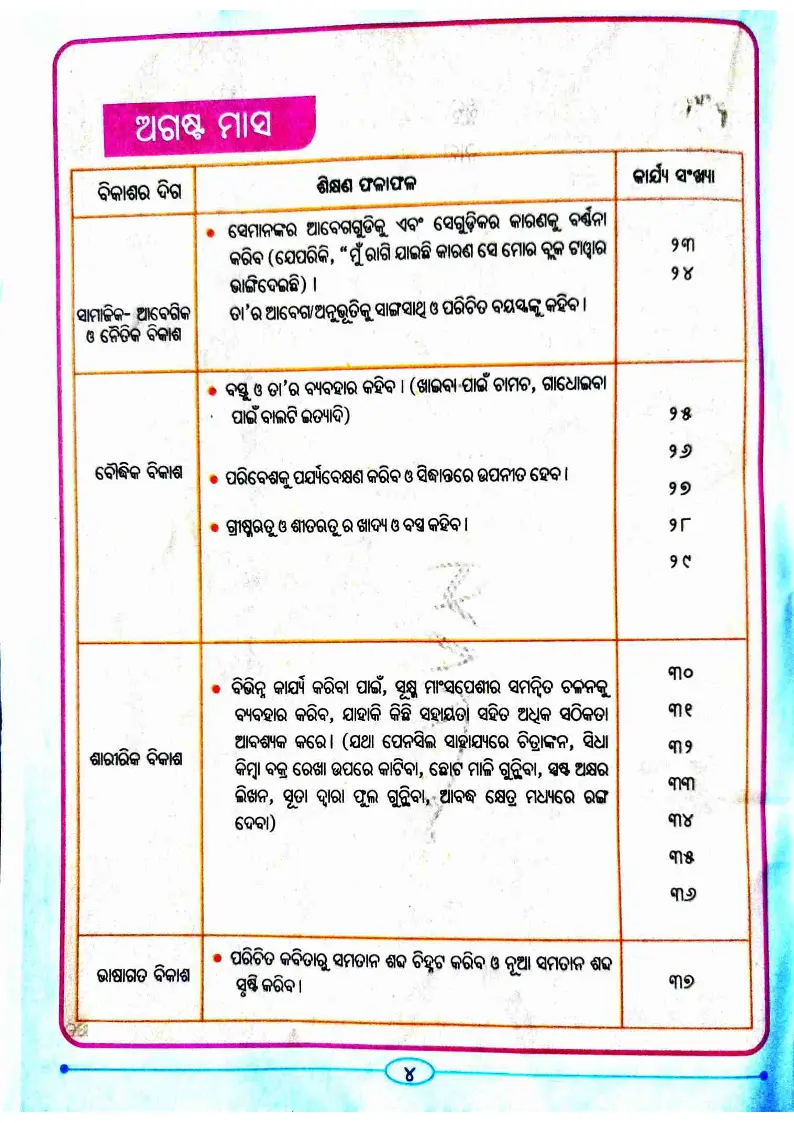 ଅଗଷ୍ଟ ମାସ
ବିକାଶର ଦିଗ
ଶିକ୍ଷଣ ଫଳାଫଳ
କାର୍ଯ୍ୟ ସଂଖ୍ୟା
ସାମାଜିକ- ଆବେଗିକ
ଓ ନୈତିକ ବିକାଶ
• ସେମାନଙ୍କର ଆବେଗଗୁଡିକୁ ଏବଂ ସେଗୁଡ଼ିକର କାରଣକୁ ବର୍ଣ୍ଣନା
କରିବ (ଯେପରିକି, “ମୁଁ ରାଗି ଯାଇଛି କାରଣ ସେ ମୋର ବ୍ଲକ ଟାୱାର
ଭାଙ୍ଗିଦେଇଛି) ।
ତା’ର ଆବେଗ/ଅନୁଭୂତିକୁ ସାଙ୍ଗସାଥି ଓ ପରିଚିତ ବୟସ୍କଙ୍କୁ କହିବ ।
୨୩
୨୪
ବୌଦ୍ଧିକ ବିକାଶ
• ବସ୍ତୁ ଓ ତା’ର ବ୍ୟବହାର କହିବ । (ଖାଇବା ପାଇଁ ଚାମଚ, ଗାଧୋଇବା
ପାଇଁ ବାଲଟି ଇତ୍ୟାଦି)
• ପରିବେଶକୁ ପର୍ଯ୍ୟବେକ୍ଷଣ କରିବ ଓ ସିଦ୍ଧାନ୍ତରେ ଉପନୀତ ହେବ ।
• ଗ୍ରୀଷ୍ମଋତୁ ଓ ଶୀତଋତୁ ର ଖାଦ୍ୟ ଓ ବସ୍ତ୍ର କହିବ ।
୨୫
୨୬
୨୭
୨୮
୨୯
ଶାରୀରିକ ବିକାଶ
• ବିଭିନ୍ନ କାର୍ଯ୍ୟ କରିବା ପାଇଁ, ସୂକ୍ଷ୍ମ ମାଂସପେଶୀର ସମନ୍ୱିତ ଚଳନକୁ
ବ୍ୟବହାର କରିବ, ଯାହାକି କିଛି ସହାୟତା ସହିତ ଅଧିକ ସଠିକତା
ଆବଶ୍ୟକ କରେ । (ଯଥା ପେନସିଲ ସାହାଯ୍ୟରେ ଚିତ୍ରାଙ୍କନ, ସିଧା
କିମ୍ବା ବକ୍ର ରେଖା ଉପରେ କାଟିବା, ଛୋଟ ମାଳି ଗୁନ୍ଥିବା, ସ୍ପଷ୍ଟ ଅକ୍ଷର
ଲିଖନ, ସୂତା ଦ୍ୱାରା ଫୁଲ ଗୁନ୍ଥିବା, ଆବଦ୍ଧ କ୍ଷେତ୍ର ମଧ୍ୟରେ ରଙ୍ଗ
ଦେବା)
୩୦
୩୧
୩୨
୩୩
୩୪
୩୫
୩୬
ଭାଷାଗତ ବିକାଶ
• ପରିଚିତ କବିତାରୁ ସମତାନ ଶବ୍ଦ ଚିହ୍ନଟ କରିବ ଓ ନୂଆ ସମତାନ ଶବ୍ଦ
ସୃଷ୍ଟି କରିବ ।
୩୭
୪